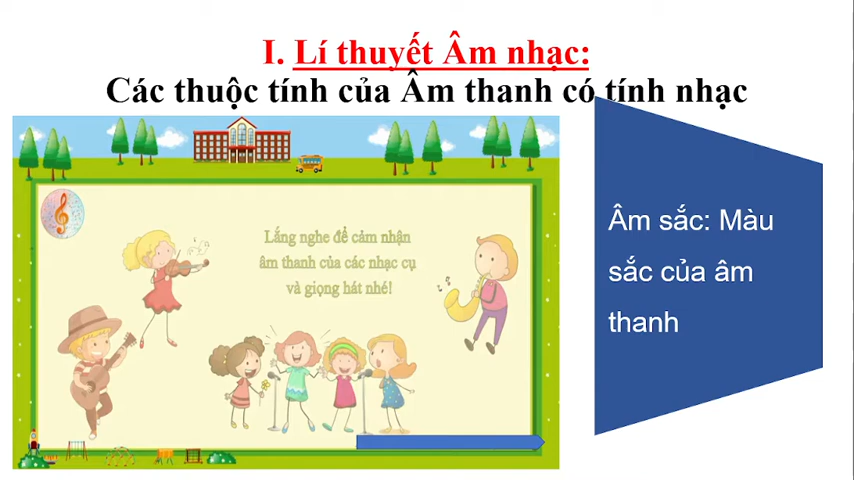 I. Lí thuyết Âm nhạc:
Các thuộc tính của Âm thanh có tính nhạc
Lắng nghe để cảm nhận
âm thanh của các nhạc cụ
và giọng hát nhé!
Âm sắc: Màu
sắc của âm
thanh